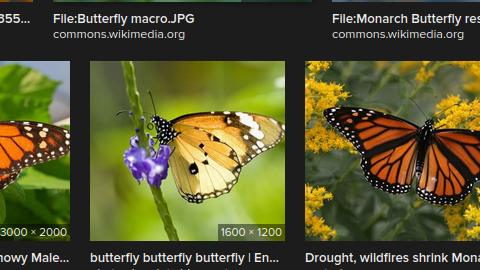 355...
File:Butterfly macro.JPG
File:Monarch Butterfly res
commons.wikimedia.org
commons.wikimedia.org
3000 × 2000
1600 × 1200
howy Male...
butterfly butterfly butterfly | En...
Drought, wildfires shrink Mona